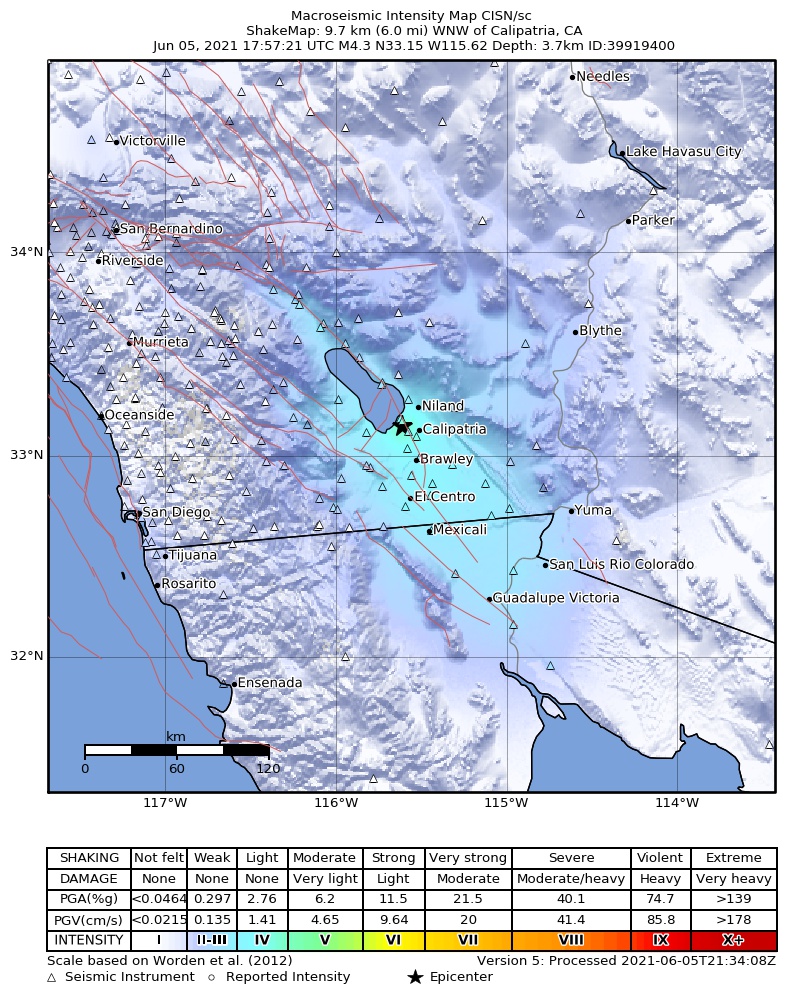 Macroseismic Intensity Map CISN/sc
ShakeMap: 9.7 km (6.0 mi) WNW of Calipatria, CA
Jun 05, 2021 17:57:21 UTC M4.3 N33.15 W115.62 Depth: 3.7km ID:39919400
Needles
Victorville
Lake Havasu City
Parker
San Bernardino
34°N
Riverside
Blythe
Murrieta
Niland
Oceanside
Calipatria
33°N
Brawley
El Centro
San Diego
Yuma
Mexicali
Tijuana
San Luis Rio Colorado
Rosarito
Guadalupe Victoria
32°N
Ensenada
km
0 60 120
117°W 116°W 115°W 114°W
SHAKING Not felt Weak Light Moderate Strong Very strong Severe Violent Extreme
DAMAGE None None None Very light Light Moderate Moderate/heavy Heavy Very heavy
PGA(%g) <0.0464 0.297 2.76 6.2 11.5 21.5 40.1 74.7 >139
PGV(cm/s) <0.0215 0.135 1.41 4.65 9.64 20 41.4 85.8 >178
INTENSITY I II-III IV V VI VII VIII IX X+
Scale based on Worden et al. (2012) Version 5: Processed 2021-06-05T21:34:08Z
△ Seismic Instrument ○ Reported Intensity ★ Epicenter